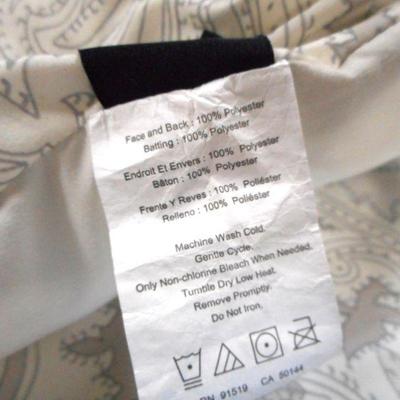 Face and Back : 100% Polyester
Batting : 100% Polyester
Endroit Et Envers : 100% Polyester
Bâton : 100% Polyester
Frente Y Reves : 100% Poliéster
Relleno : 100% Poliéster
Machine Wash Cold.
Gentle Cycle.
Only Non-chlorine Bleach When Needed.
Tumble Dry Low Heat.
Remove Promptly.
Do Not Iron.
RN 91519 CA 50144